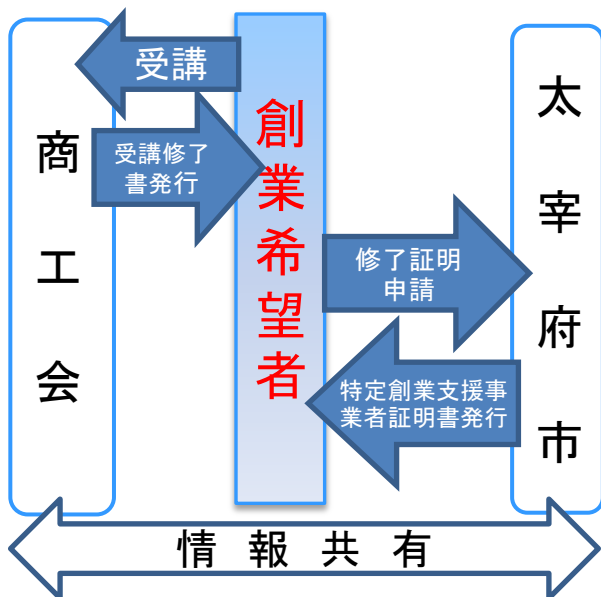 受講
商工会
受講修了
書発行
創業希望者
太宰府市
修了証明
申請
特定創業支援事
業者証明書発行
情報共有